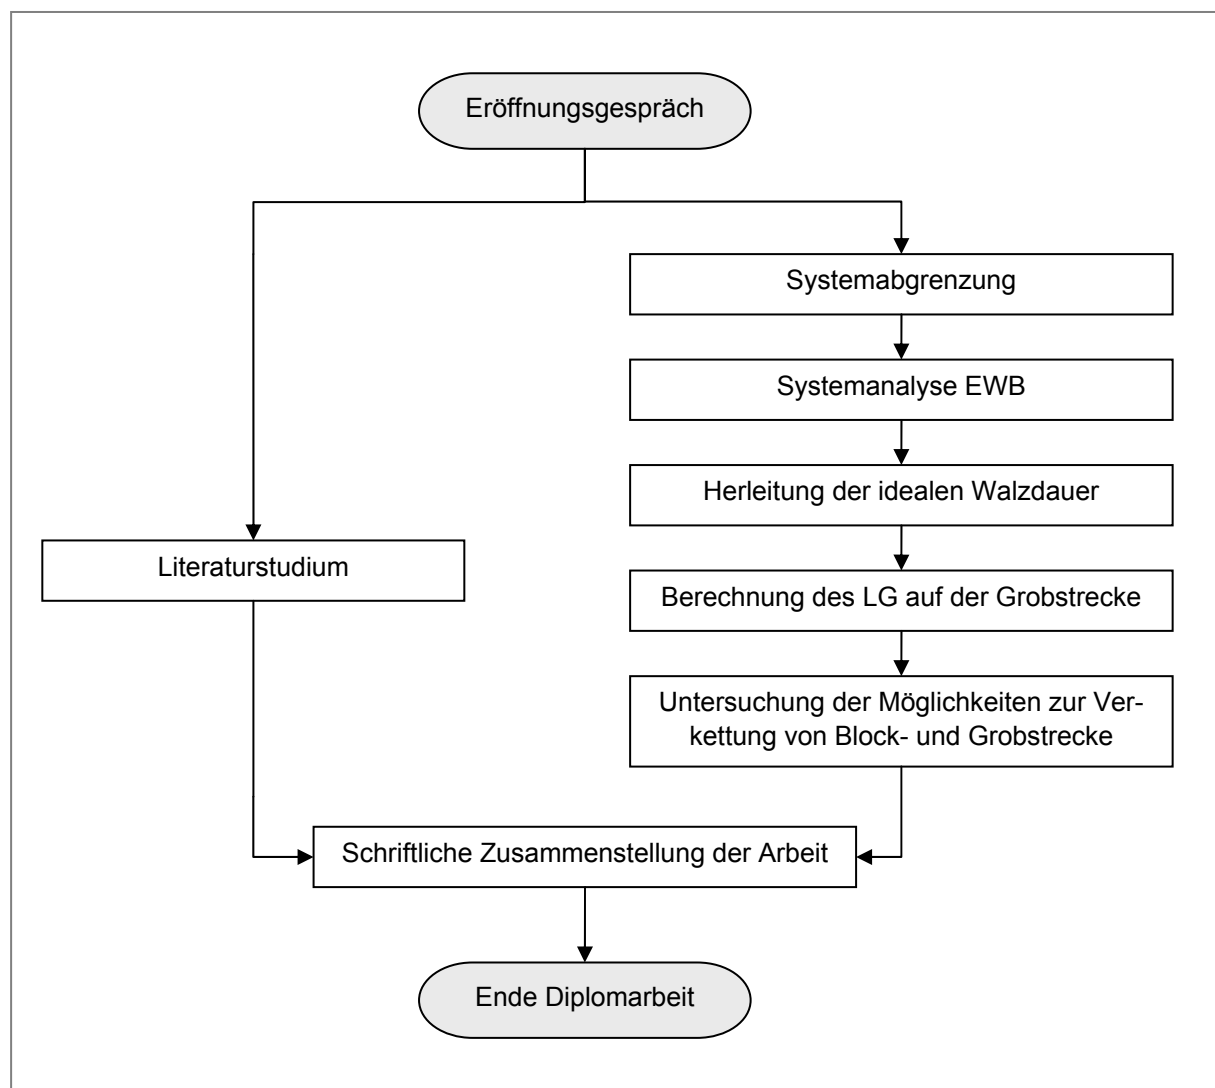 Eröffnungsgespräch
Systemabgrenzung
Systemanalyse EWB
Herleitung der idealen Walzdauer
Literaturstudium
Berechnung des LG auf der Grobstrecke
Untersuchung der Möglichkeiten zur Ver-
kettung von Block- und Grobstrecke
Schriftliche Zusammenstellung der Arbeit
Ende Diplomarbeit